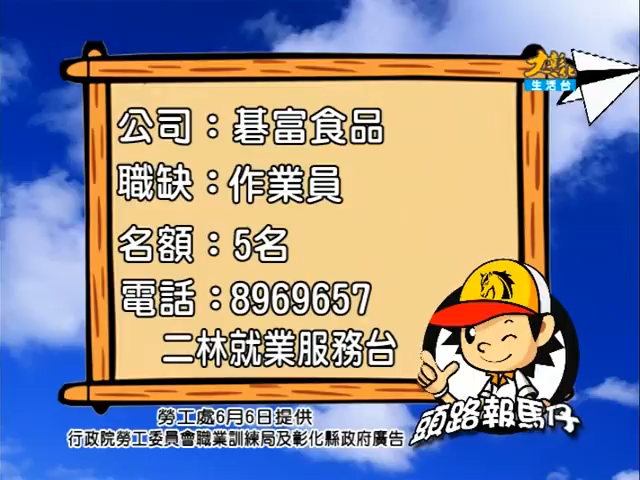 大彰化
生活台
公司：碁富食品
職缺：作業員
名額：5名
電話：8969657
二林就業服務台
頭路報馬仔
勞工處6月6日提供
行政院勞工委員會職業訓練局及彰化縣政府廣告